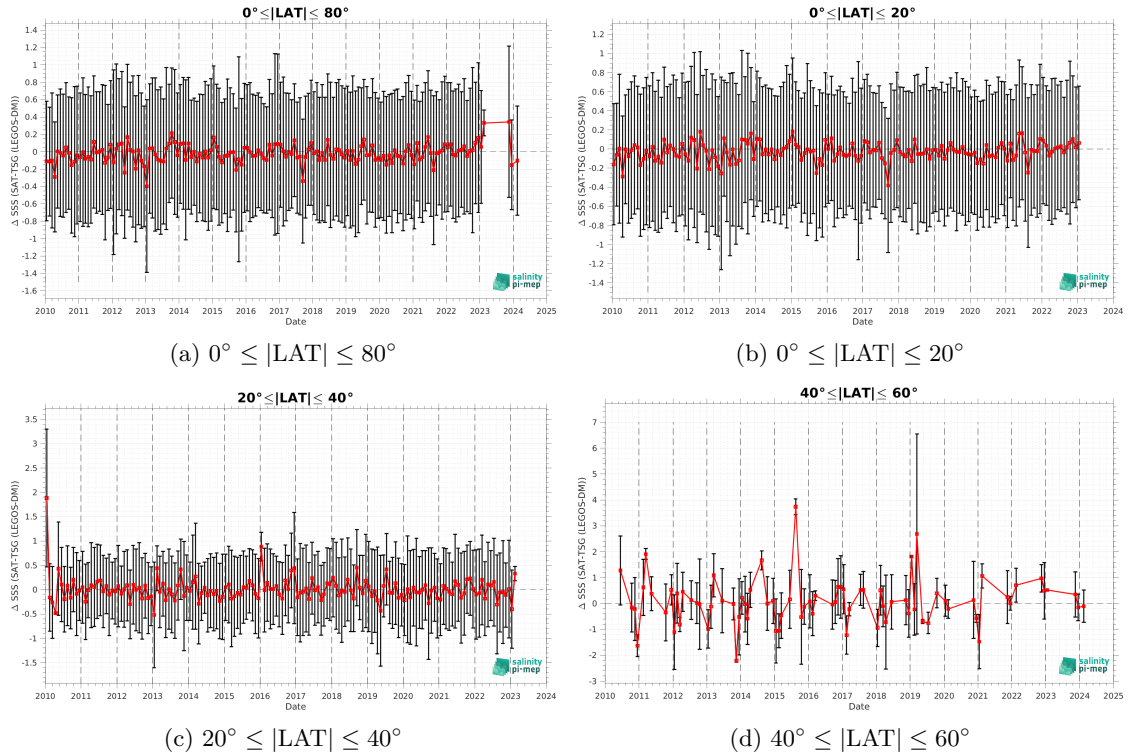 0°≤|LAT|≤ 80°
1.4
1.2
1
0.8
0.6
0.4
0.2
0
-0.2
-0.4
-0.6
-0.8
-1
-1.2
-1.4
-1.6
Δ SSS (SAT-TSG (LEGOS-DM))
salinity
pi-mep
2010 2011 2012 2013 2014 2015 2016 2017 2018 2019 2020 2021 2022 2023 2024 2025
Date
(a) 0° ≤ |LAT| ≤ 80°
0°≤|LAT|≤ 20°
1.2
1
0.8
0.6
0.4
0.2
0
-0.2
-0.4
-0.6
-0.8
-1
-1.2
Δ SSS (SAT-TSG (LEGOS-DM))
salinity
pi-mep
2010 2011 2012 2013 2014 2015 2016 2017 2018 2019 2020 2021 2022 2023 2024
Date
(b) 0° ≤ |LAT| ≤ 20°
20°≤|LAT|≤ 40°
3.5
3
2.5
2
1.5
1
0.5
0
-0.5
-1
-1.5
Δ SSS (SAT-TSG (LEGOS-DM))
salinity
pi-mep
2010 2011 2012 2013 2014 2015 2016 2017 2018 2019 2020 2021 2022 2023 2024
Date
(c) 20° ≤ |LAT| ≤ 40°
40°≤|LAT|≤ 60°
7
6
5
4
3
2
1
0
-1
-2
-3
Δ SSS (SAT-TSG (LEGOS-DM))
salinity
pi-mep
2010 2011 2012 2013 2014 2015 2016 2017 2018 2019 2020 2021 2022 2023 2024 2025
Date
(d) 40° ≤ |LAT| ≤ 60°